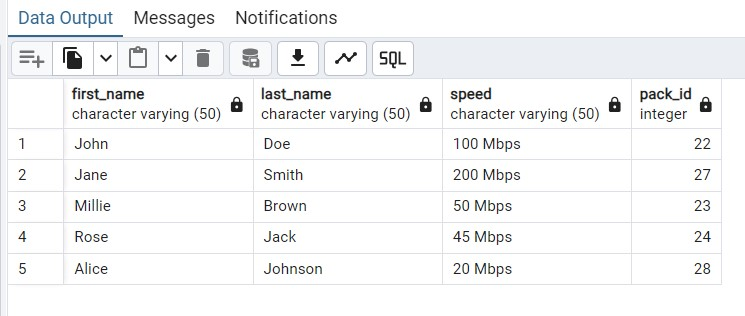 Data Output Messages Notifications
SQL
first_name last_name speed pack_id
character varying (50) character varying (50) character varying (50) integer
1 John Doe 100 Mbps 22
2 Jane Smith 200 Mbps 27
3 Millie Brown 50 Mbps 23
4 Rose Jack 45 Mbps 24
5 Alice Johnson 20 Mbps 28